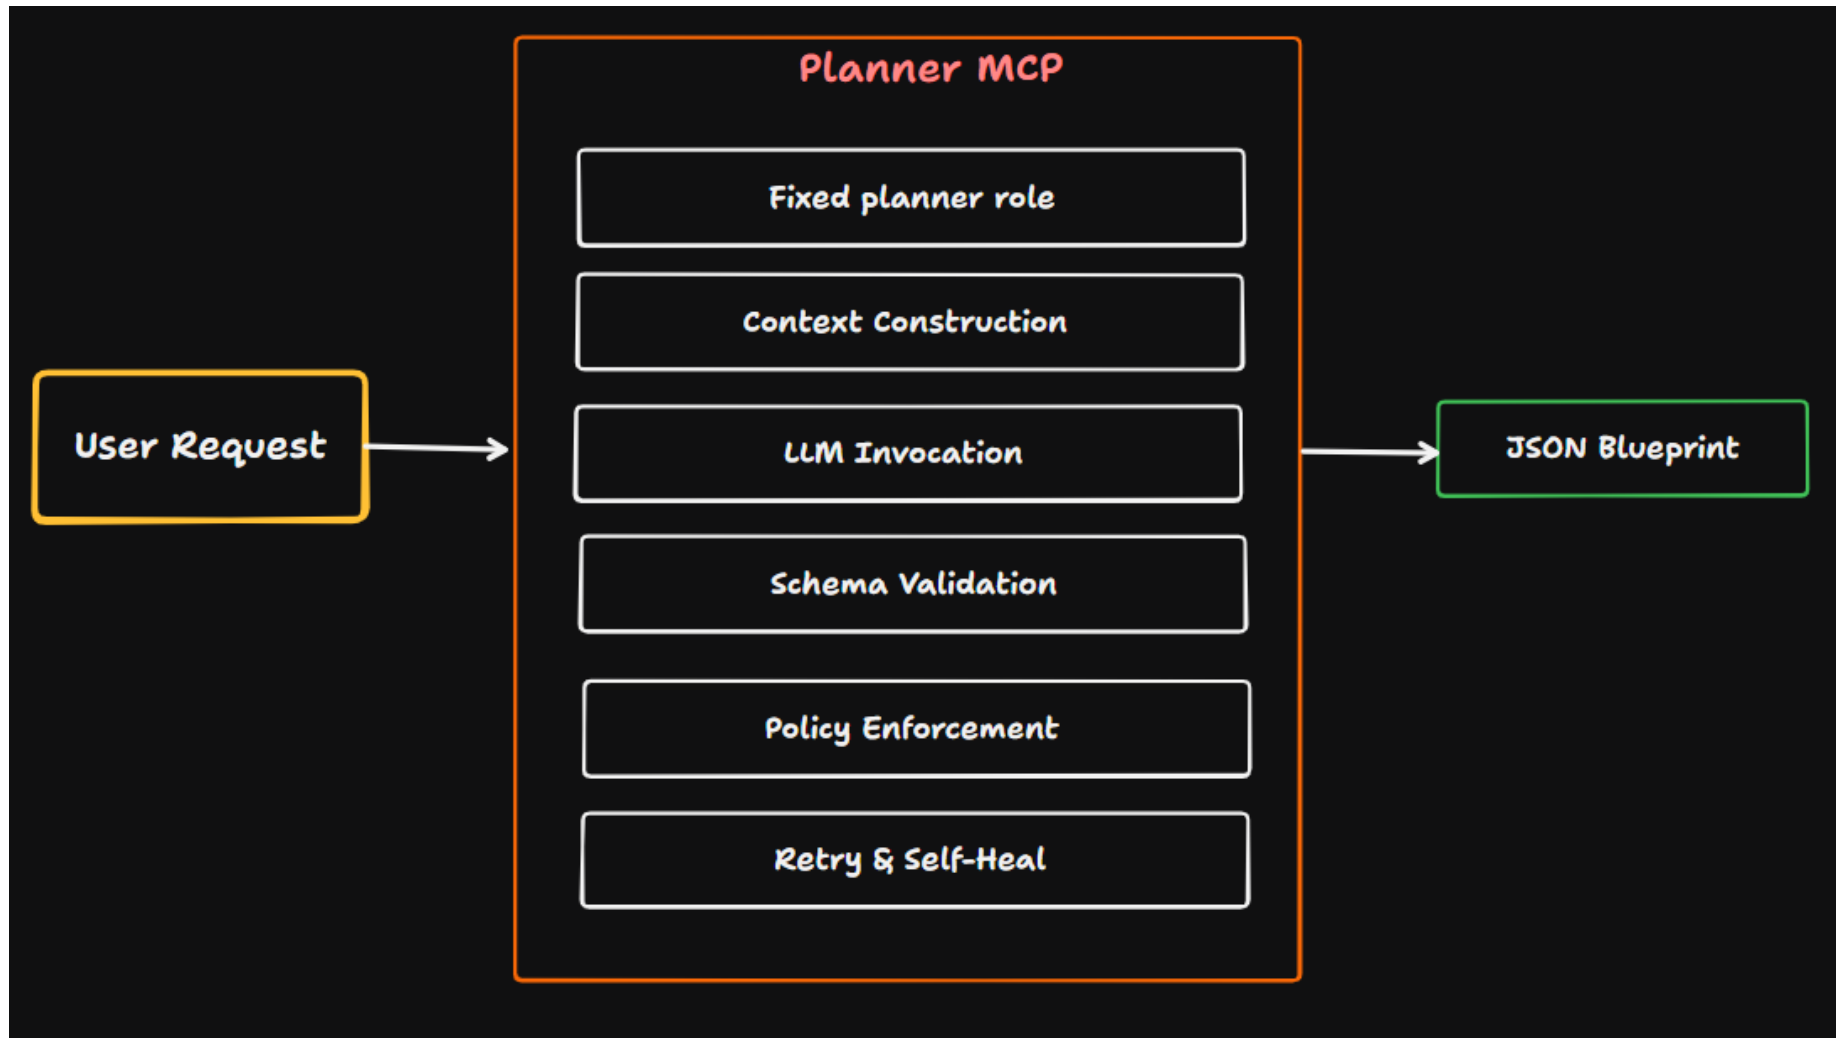 Planner MCP
Fixed planner role
Context Construction
User Request
LLM Invocation
JSON Blueprint
Schema Validation
Policy Enforcement
Retry & Self-Heal